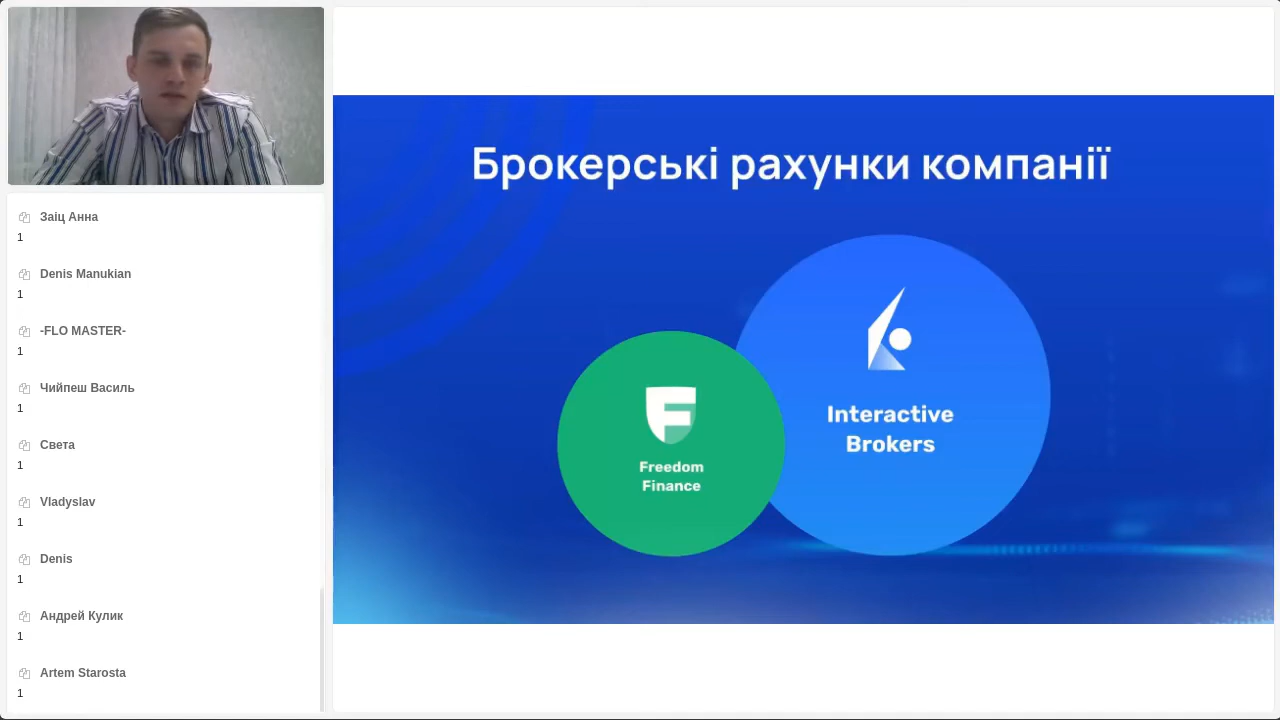 Заіц Анна
1
Denis Manukian
1
-FLO MASTER-
1
Чийпеш Василь
1
Света
1
Vladyslav
1
Denis
1
Андрей Кулик
1
Artem Starosta
1
Брокерські рахунки компанії
Freedom
Finance
Interactive
Brokers